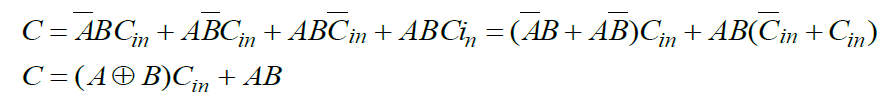 C = A̅BC_in + AB̅C_in + ABC̅_in + ABCi_n = (A̅B + AB̅)C_in + AB(C̅_in + C_in)
C = (A ⊕ B)C_in + AB